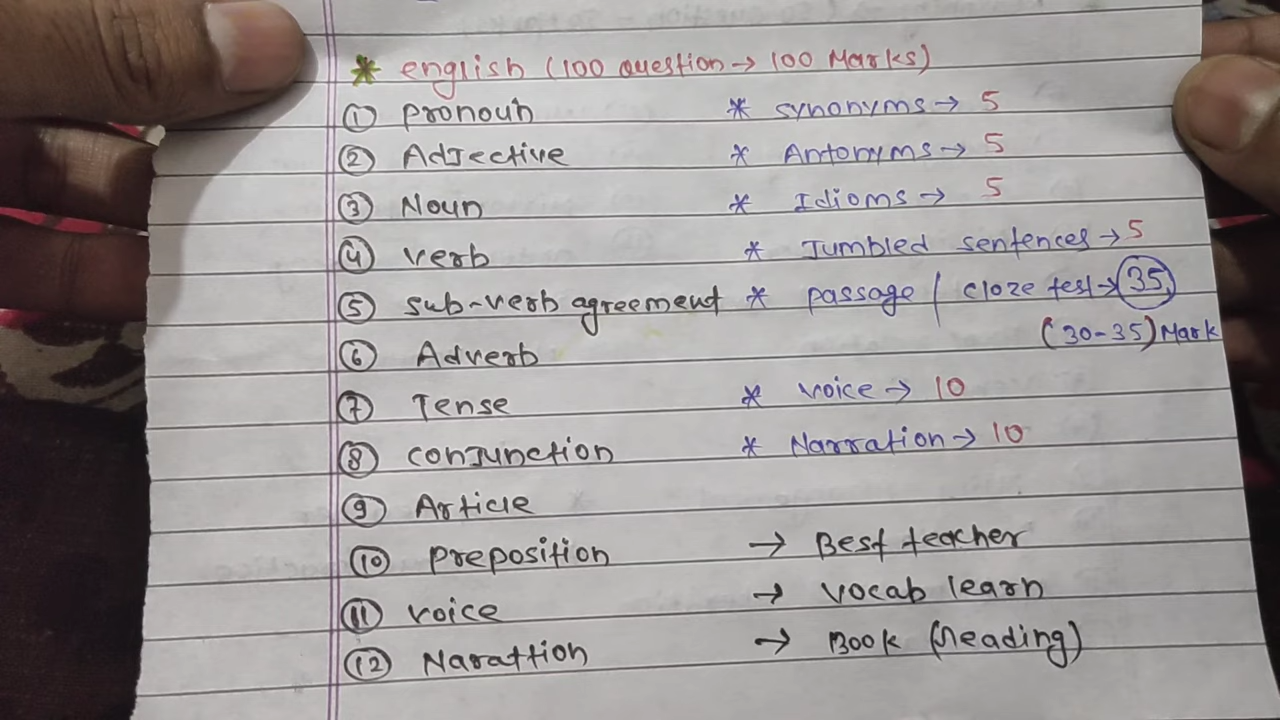 * english (100 question → 100 Marks)
① pronoun * synonyms → 5
② Adjective * Antonyms → 5
③ Noun * Idioms → 5
④ verb * Jumbled sentences → 5
⑤ sub-verb agreement * passage / cloze test → 35
(30-35) Mark
⑥ Adverb
⑦ Tense * voice → 10
⑧ conjunction * Narration → 10
⑨ Article
⑩ preposition → Best teacher
⑪ voice → vocab learn
⑫ Narattion → Book (Reading)